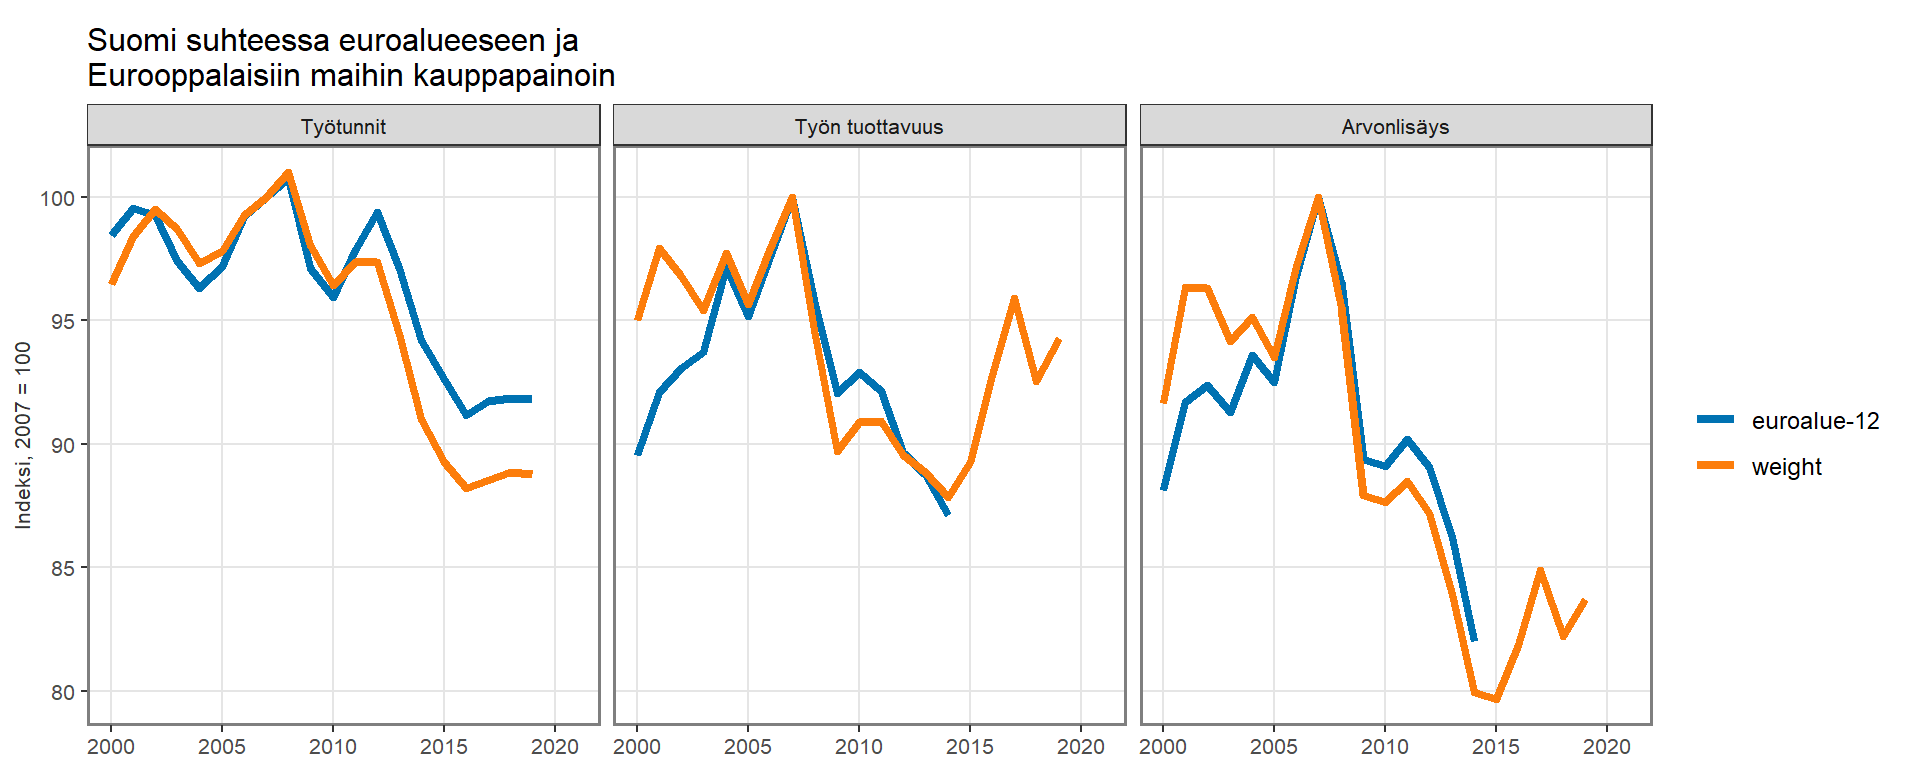 Suomi suhteessa euroalueeseen ja
Eurooppalaisiin maihin kauppapainoin
Työtunnit
Työn tuottavuus
Arvonlisäys
Indeksi, 2007 = 100
100
95
90
85
80
2000 2005 2010 2015 2020
2000 2005 2010 2015 2020
2000 2005 2010 2015 2020
euroalue-12
weight